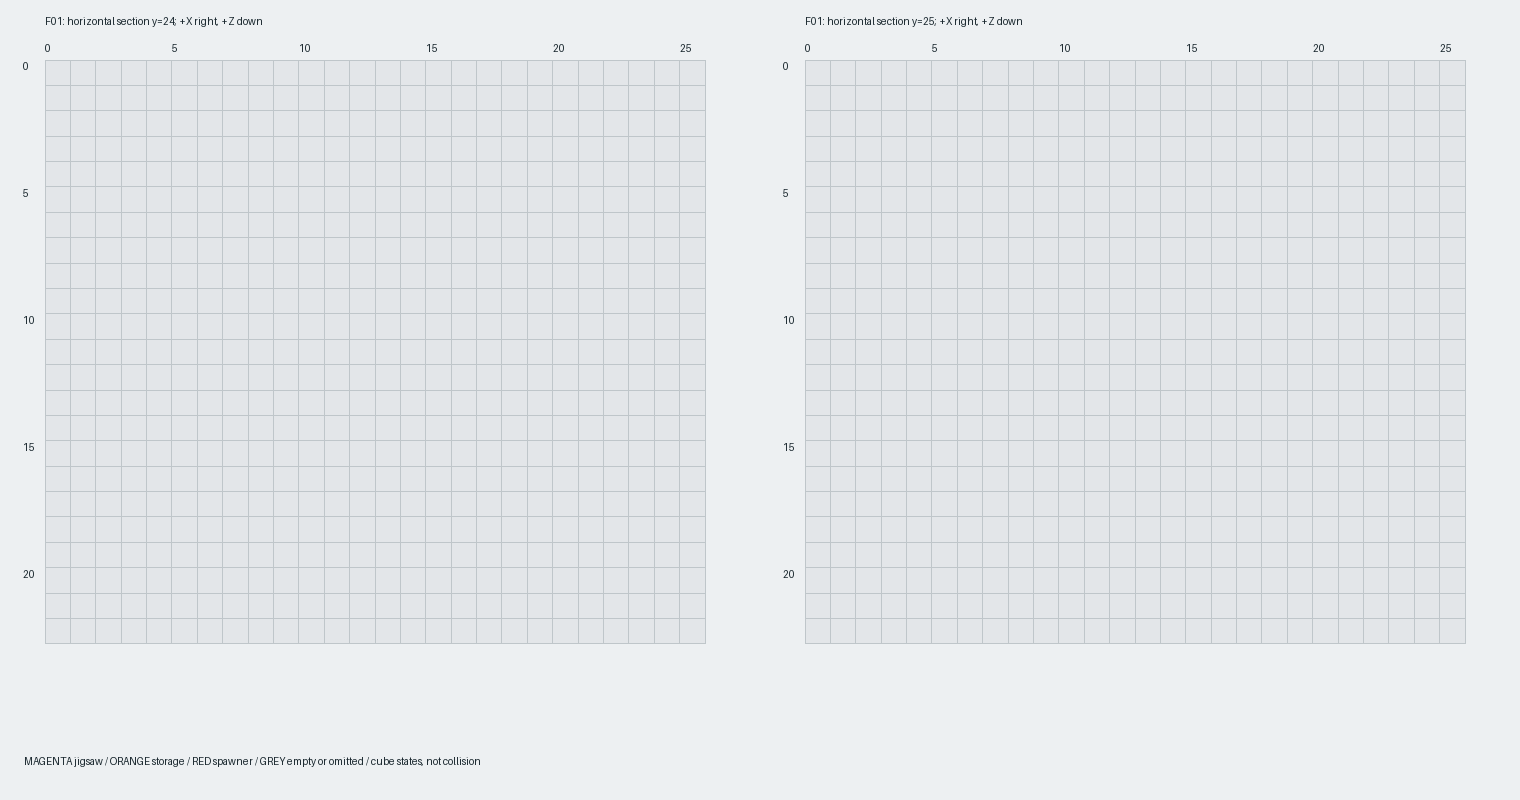 F01: horizontal section y=24; +X right, +Z down
F01: horizontal section y=25; +X right, +Z down
0 5 10 15 20 25
0 5 10 15 20 25
0
5
10
15
20
0
5
10
15
20
MAGENTA jigsaw / ORANGE storage / RED spawner / GREY empty or omitted / cube states, not collision